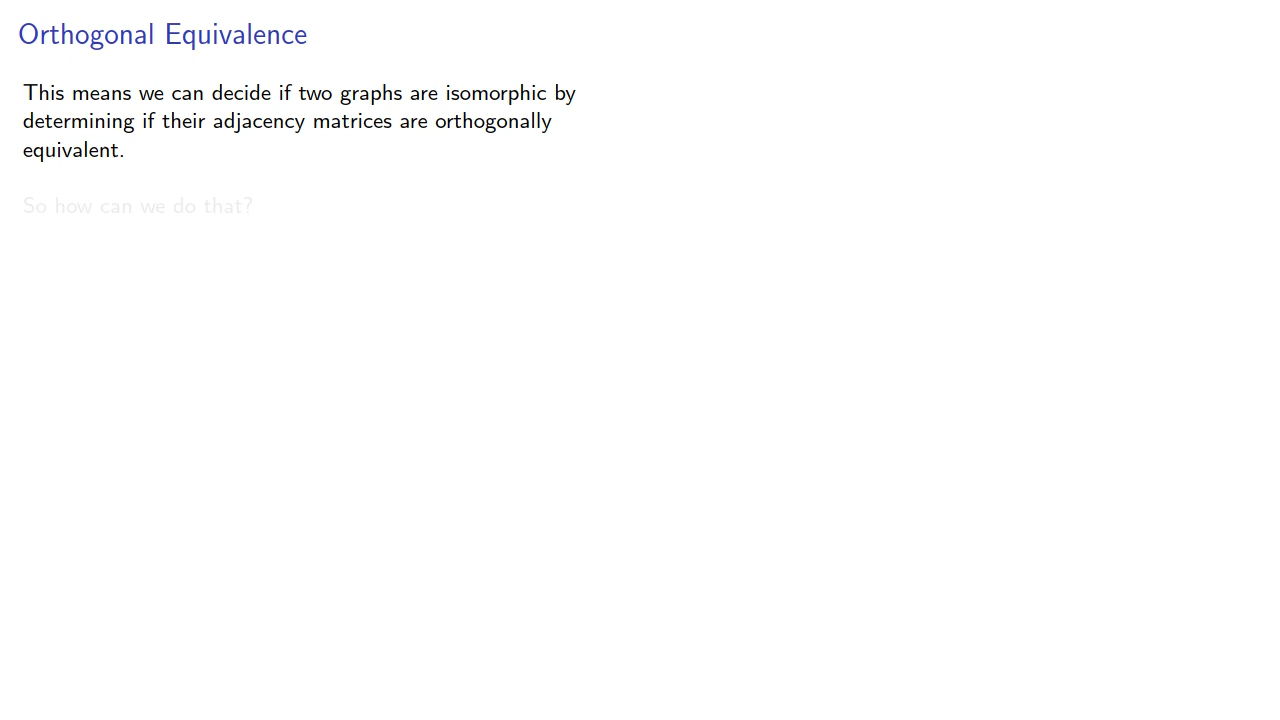 Orthogonal Equivalence
This means we can decide if two graphs are isomorphic by
determining if their adjacency matrices are orthogonally
equivalent.
So how can we do that?